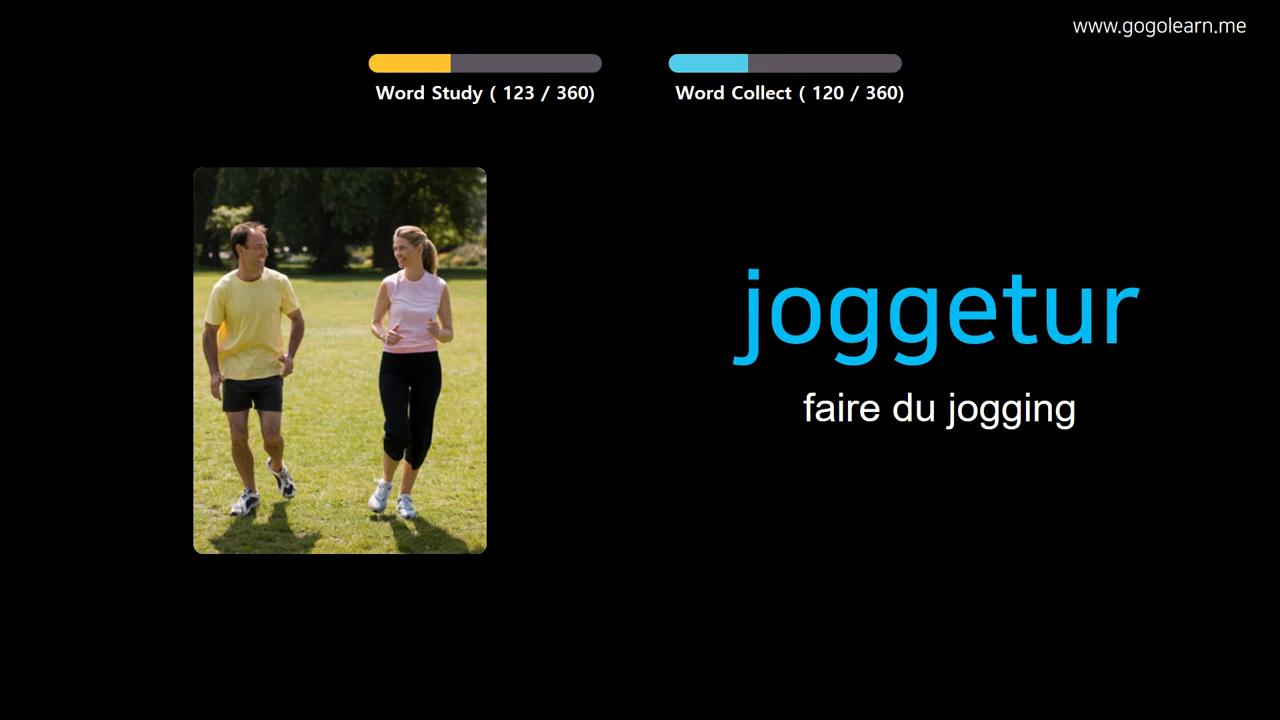 www.gogolearn.me
Word Study ( 123 / 360)
Word Collect ( 120 / 360)
joggetur
faire du jogging